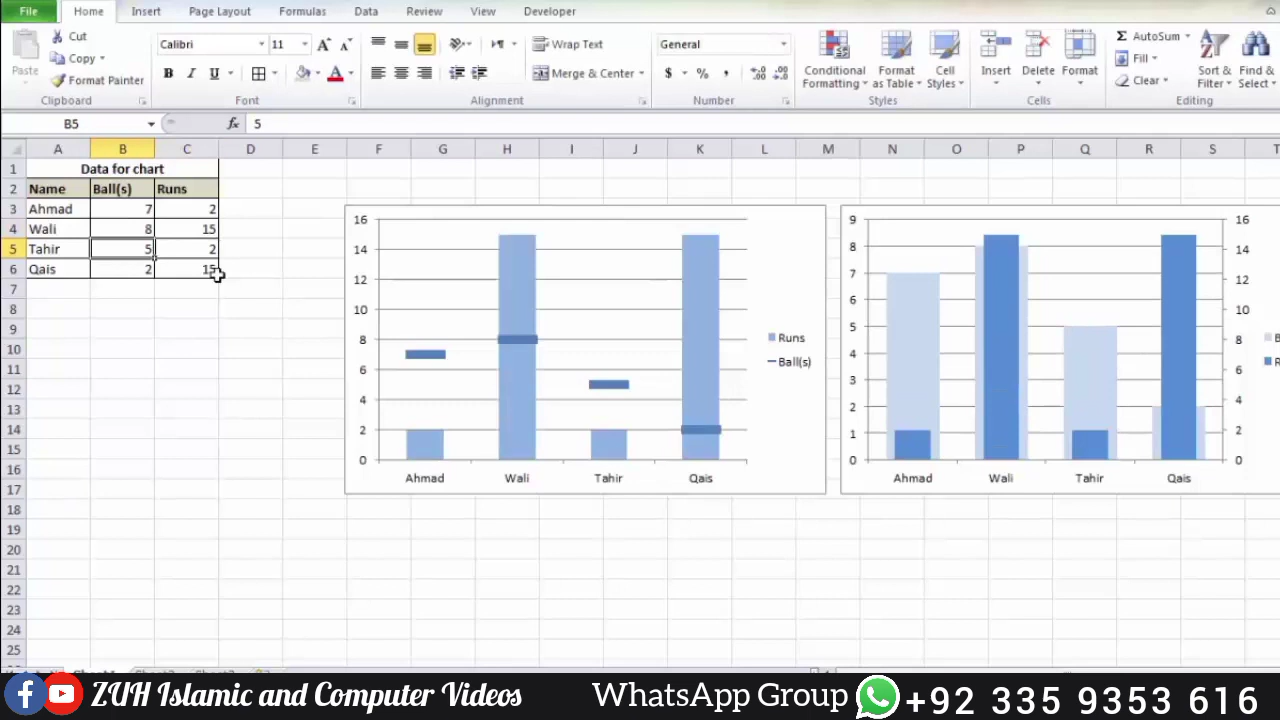 File Home Insert Page Layout Formulas Data Review View Developer
Cut Calibri 11 Wrap Text General AutoSum
Copy Fill
Paste Format Painter Merge & Center Conditional Formatting Format as Table Cell Styles Insert Delete Format Clear Sort & Filter Find & Select
Clipboard Font Alignment Number Styles Cells Editing
B5 fx 5
A B C D E F G H I J K L M N O P Q R S T
1 Data for chart
2 Name Ball(s) Runs
3 Ahmad 7 2
4 Wali 8 15
5 Tahir 5 2
6 Qais 2 15
7
8
9
10
11
12
13
14
15
16
17
18
19
20
21
22
23
24
25
16
14
12
10
8
6
4
2
0
Ahmad Wali Tahir Qais
Runs
Ball(s)
9
8
7
6
5
4
3
2
1
0
16
14
12
10
8
6
4
2
0
Ahmad Wali Tahir Qais
ZUH Islamic and Computer Videos WhatsApp Group +92 335 9353 616